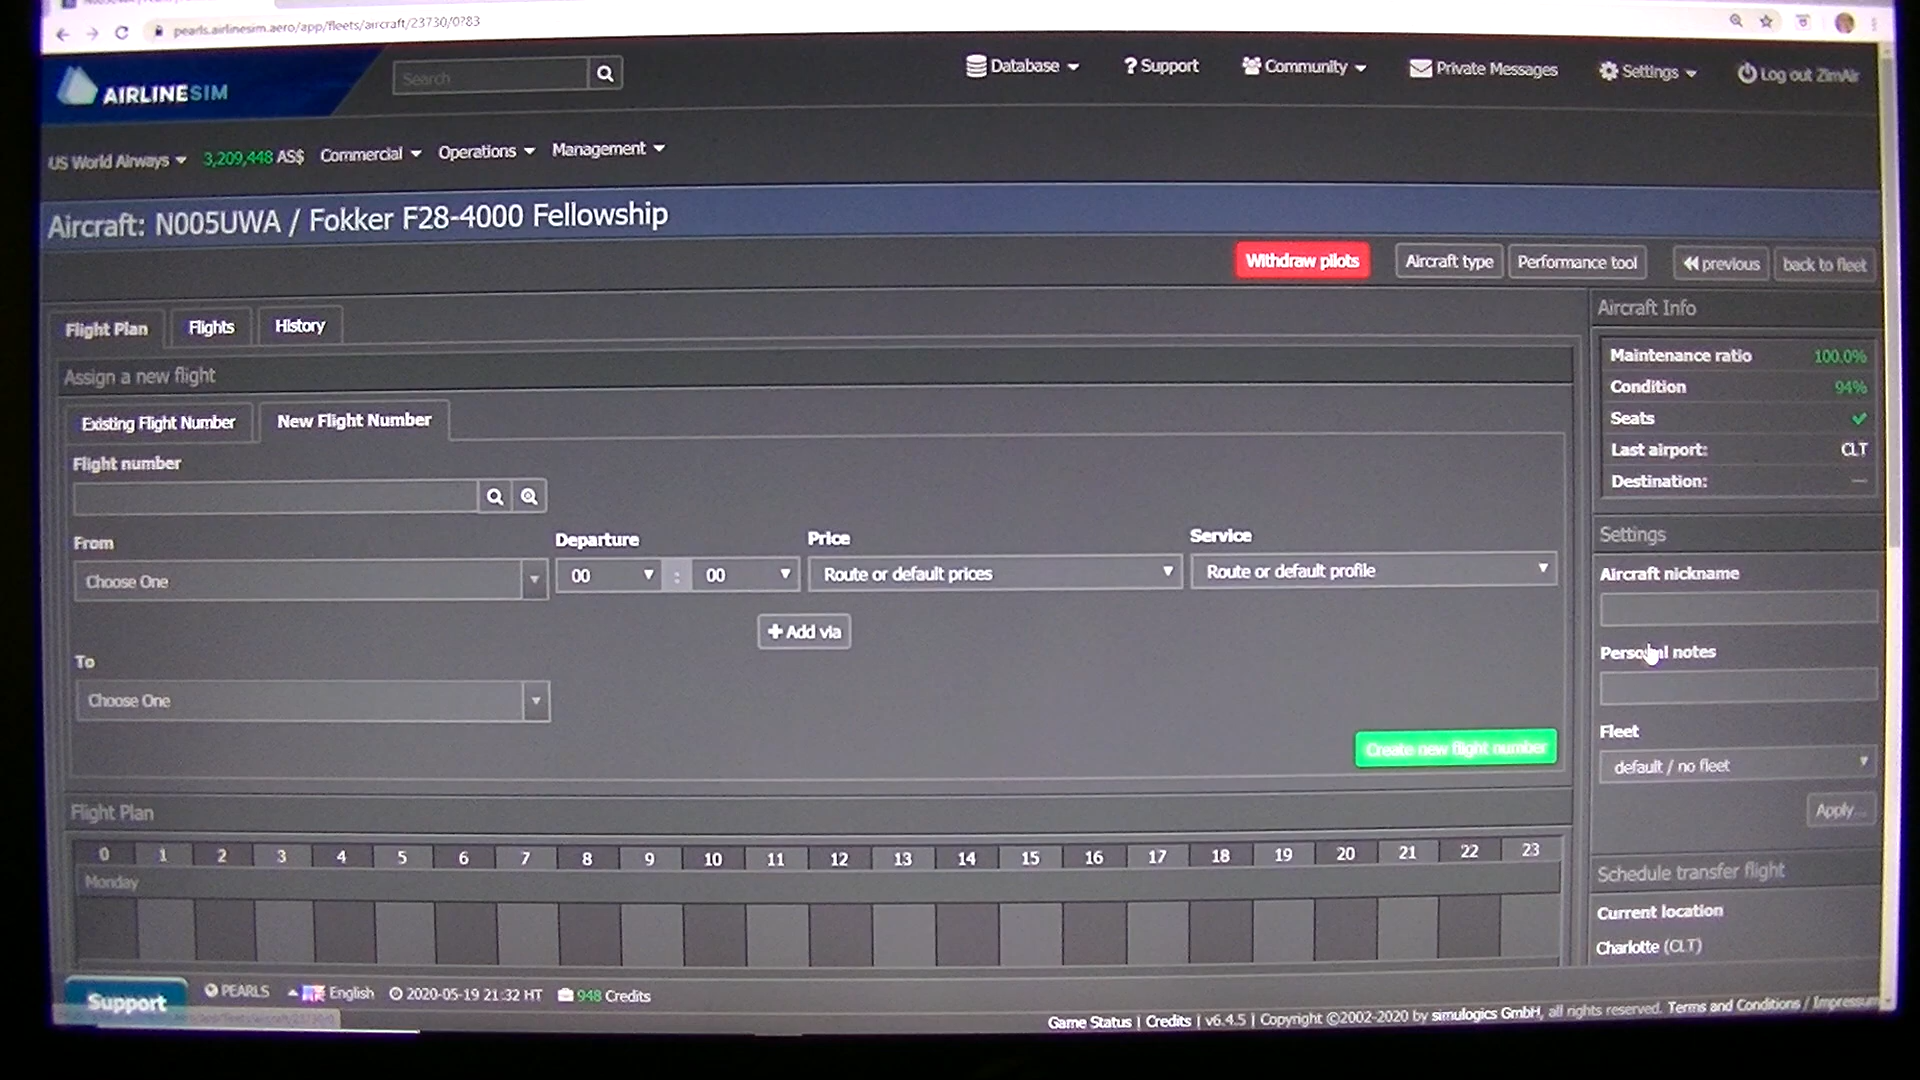 pearls.airlinesim.aero/app/fleets/aircraft/23730/0?83
AIRLINESIM
Search
Database
? Support
Community
Private Messages
Settings
Log out ZimAir
US World Airways
3,209,448 AS$
Commercial
Operations
Management
Aircraft: N005UWA / Fokker F28-4000 Fellowship
Withdraw pilots
Aircraft type
Performance tool
previous
back to fleet
Flight Plan
Flights
History
Assign a new flight
Existing Flight Number
New Flight Number
Flight number
From
Departure
Price
Service
Choose One
00 : 00
Route or default prices
Route or default profile
+ Add via
To
Choose One
Create new flight number
Flight Plan
0 1 2 3 4 5 6 7 8 9 10 11 12 13 14 15 16 17 18 19 20 21 22 23
Monday
Aircraft Info
Maintenance ratio 100.0%
Condition 94%
Seats
Last airport: CLT
Destination: —
Settings
Aircraft nickname
Personal notes
Fleet
default / no fleet
Apply...
Schedule transfer flight
Current location
Charlotte (CLT)
Support
PEARLS
English
2020-05-19 21:32 HT
948 Credits
Game Status | Credits | v6.4.5 | Copyright ©2002-2020 by simulogics GmbH, all rights reserved. Terms and Conditions / Impressum